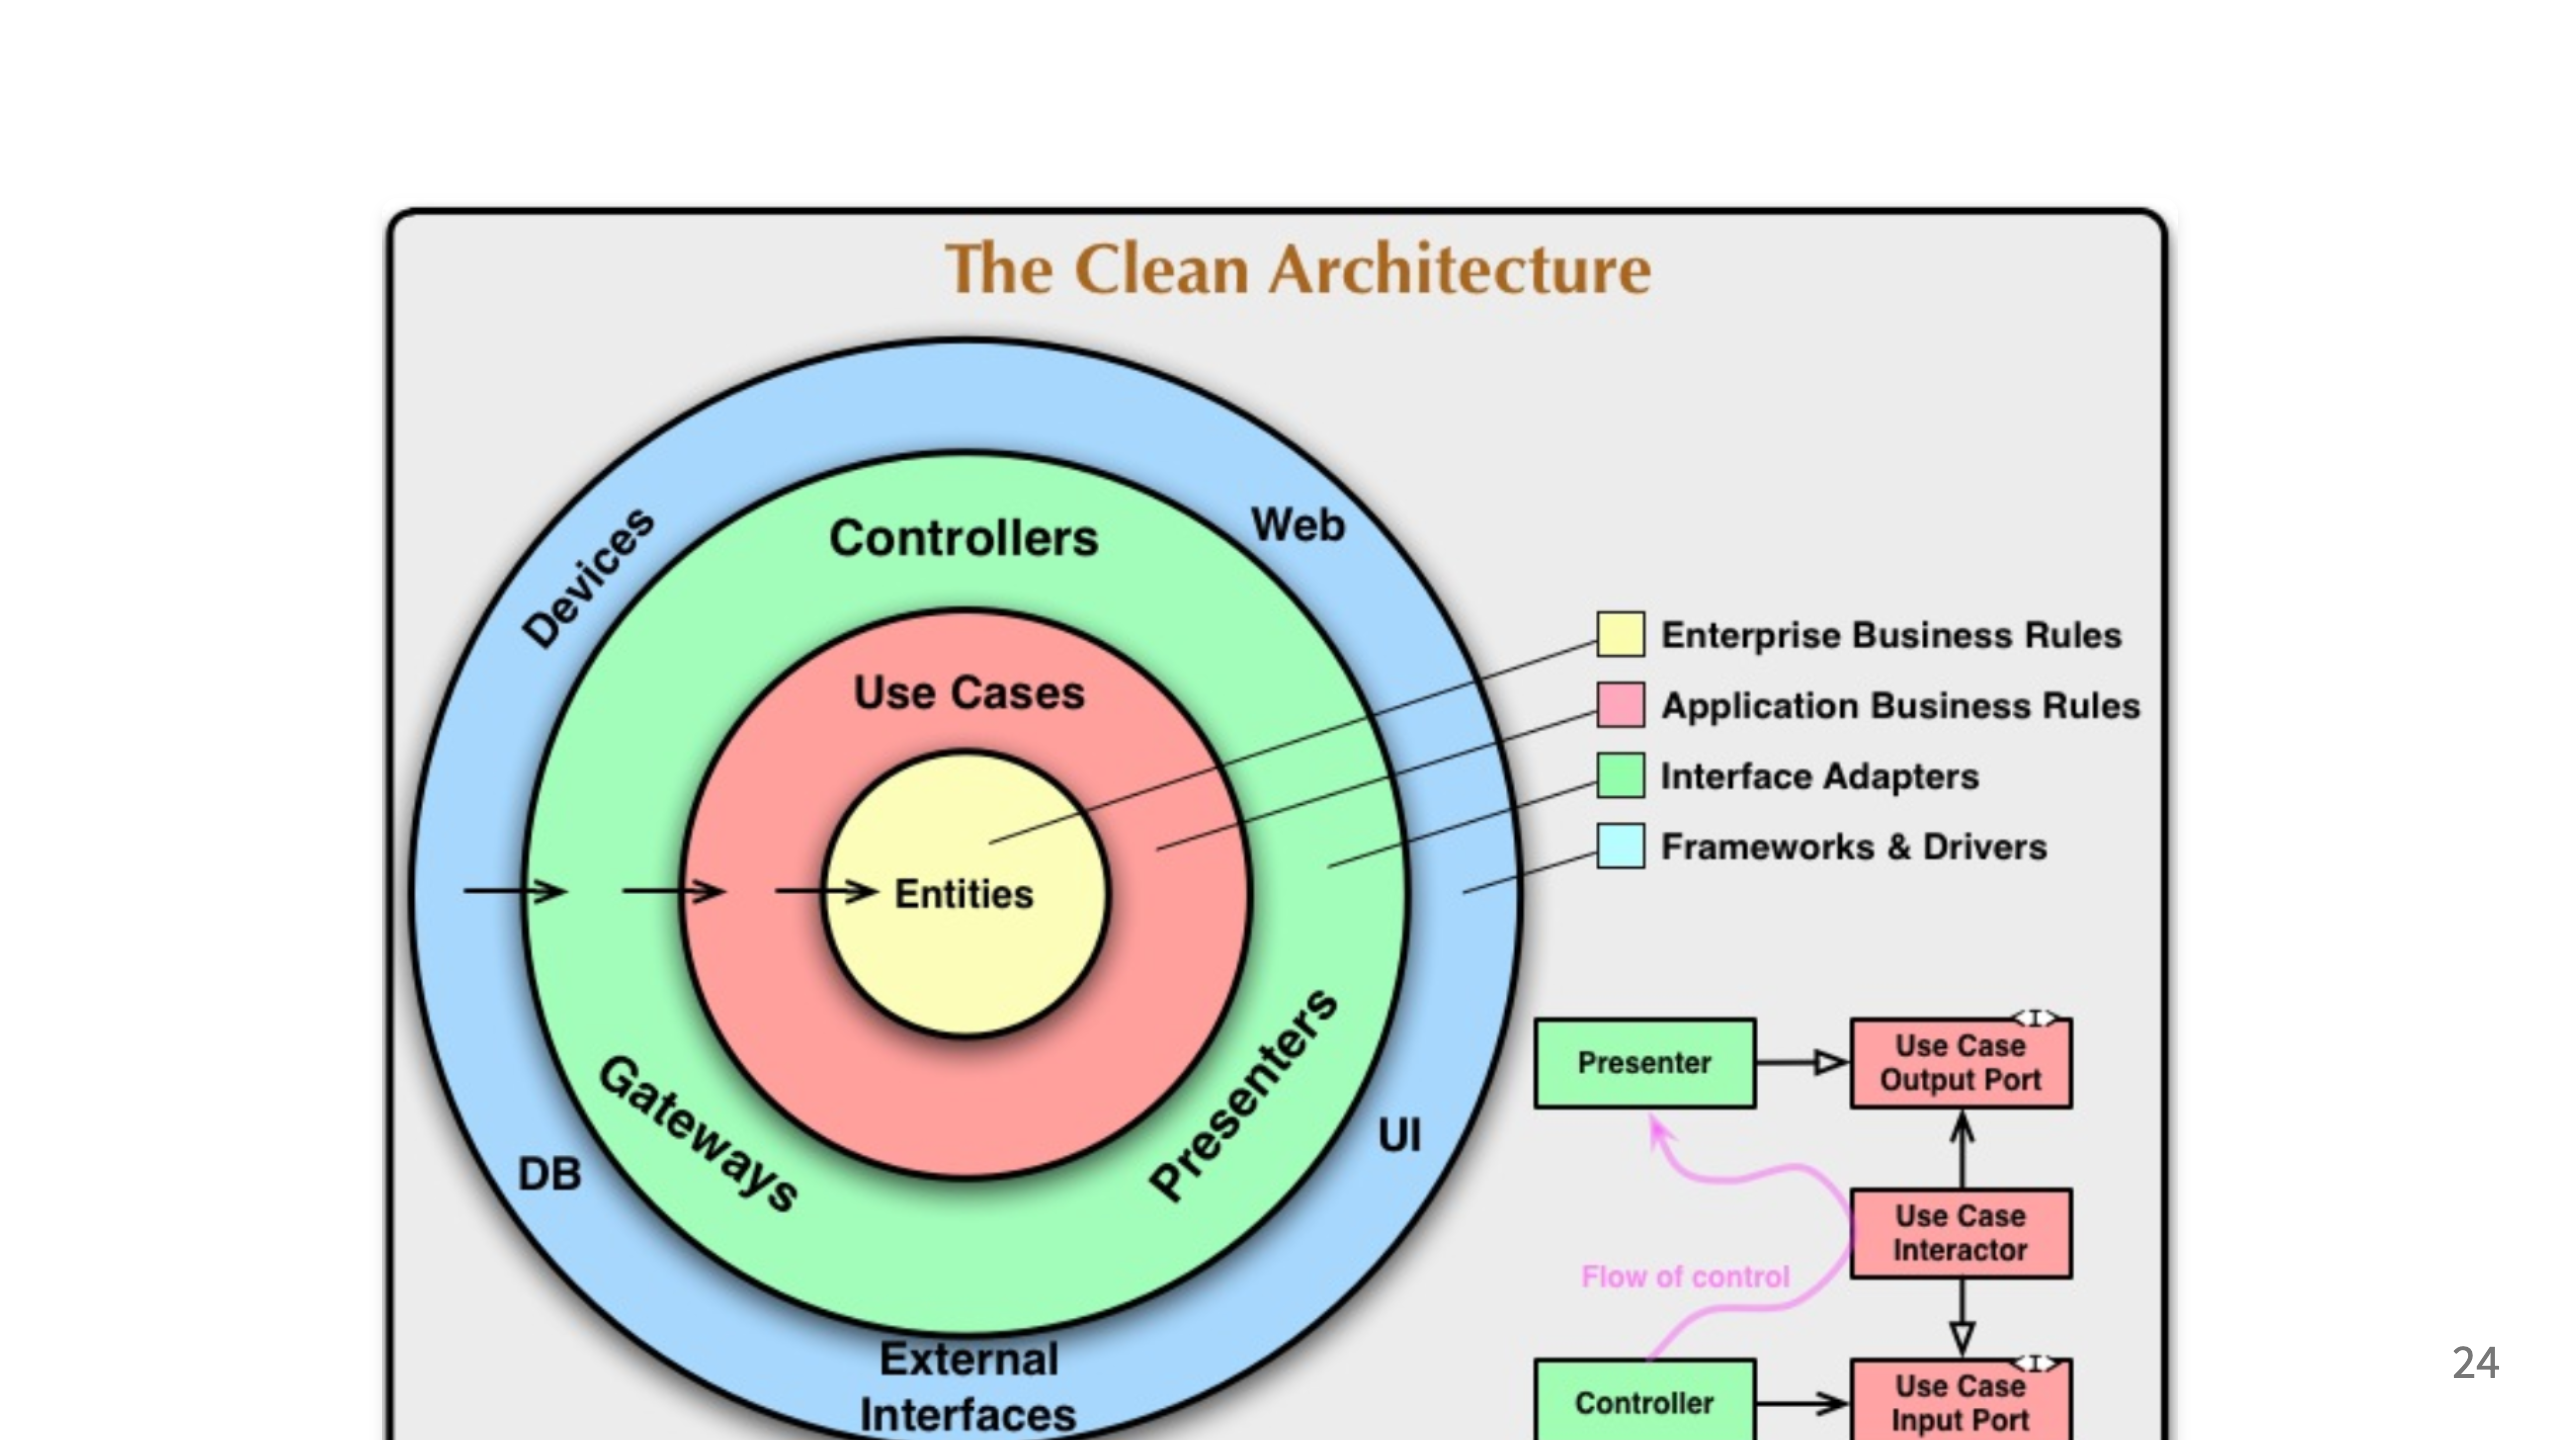 The Clean Architecture
Devices
Controllers
Web
Use Cases
Enterprise Business Rules
Application Business Rules
Interface Adapters
Frameworks & Drivers
Entities
Gateways
Presenters
DB
UI
External
Interfaces
Presenter
<I>
Use Case
Output Port
Use Case
Interactor
Flow of control
Controller
<I>
Use Case
Input Port
24